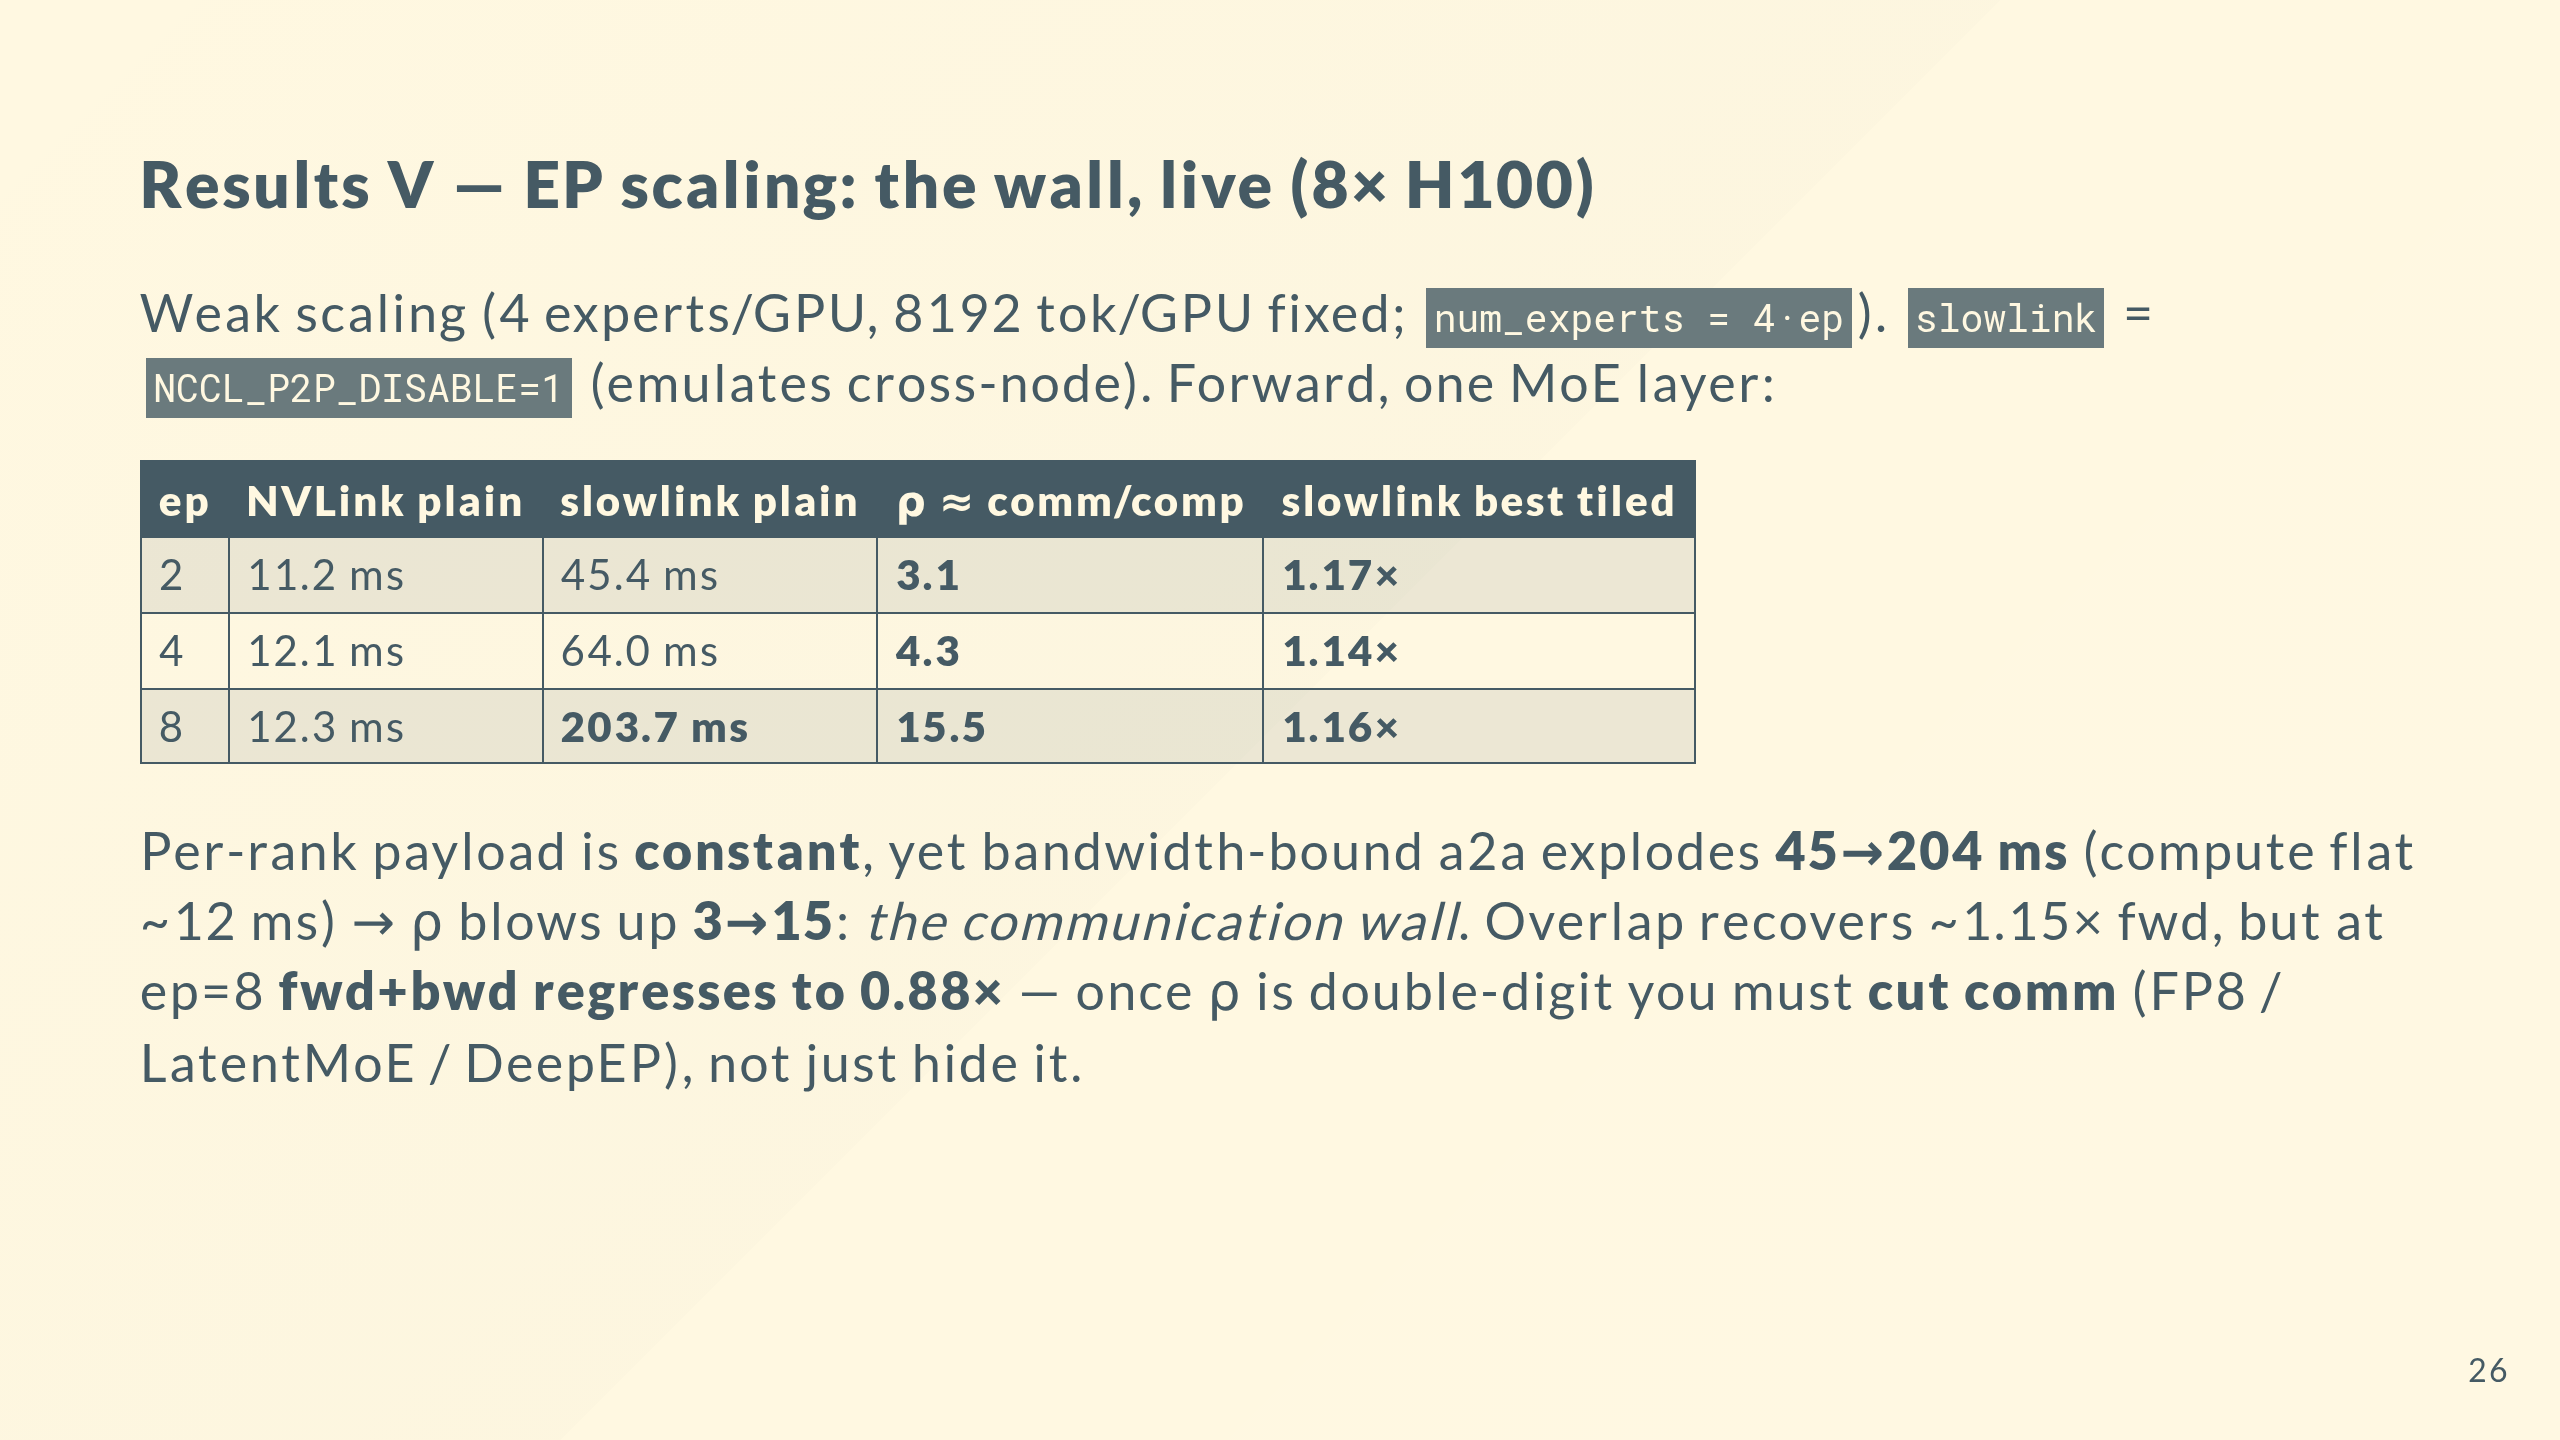 Results V — EP scaling: the wall, live (8× H100)
Weak scaling (4 experts/GPU, 8192 tok/GPU fixed; num_experts = 4·ep). slowlink =
NCCL_P2P_DISABLE=1 (emulates cross-node). Forward, one MoE layer:
ep NVLink plain slowlink plain ρ ≈ comm/comp slowlink best tiled
2 11.2 ms 45.4 ms 3.1 1.17×
4 12.1 ms 64.0 ms 4.3 1.14×
8 12.3 ms 203.7 ms 15.5 1.16×
Per-rank payload is constant, yet bandwidth-bound a2a explodes 45→204 ms (compute flat
~12 ms) → ρ blows up 3→15: the communication wall. Overlap recovers ~1.15× fwd, but at
ep=8 fwd+bwd regresses to 0.88× — once ρ is double-digit you must cut comm (FP8 /
LatentMoE / DeepEP), not just hide it.
26